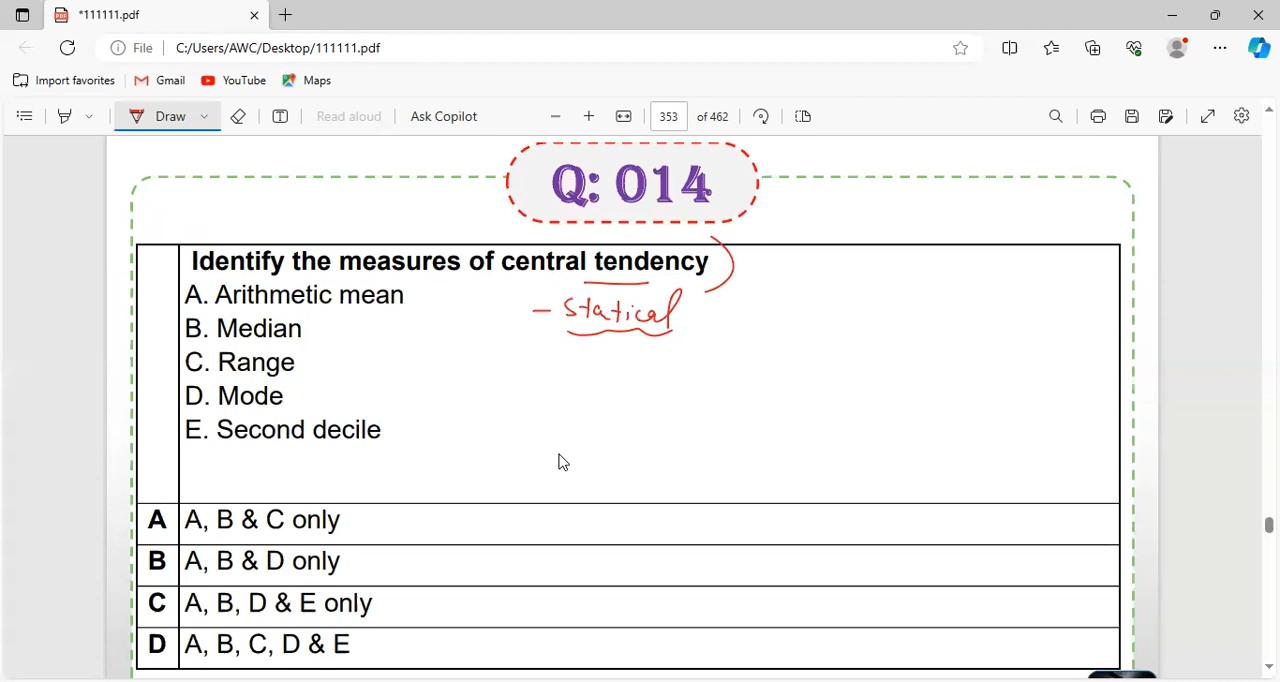 *111111.pdf
File C:/Users/AWC/Desktop/111111.pdf
Import favorites Gmail YouTube Maps
Draw Read aloud Ask Copilot 353 of 462
Q: 014
Identify the measures of central tendency
A. Arithmetic mean
- statical
B. Median
C. Range
D. Mode
E. Second decile
A A, B & C only
B A, B & D only
C A, B, D & E only
D A, B, C, D & E